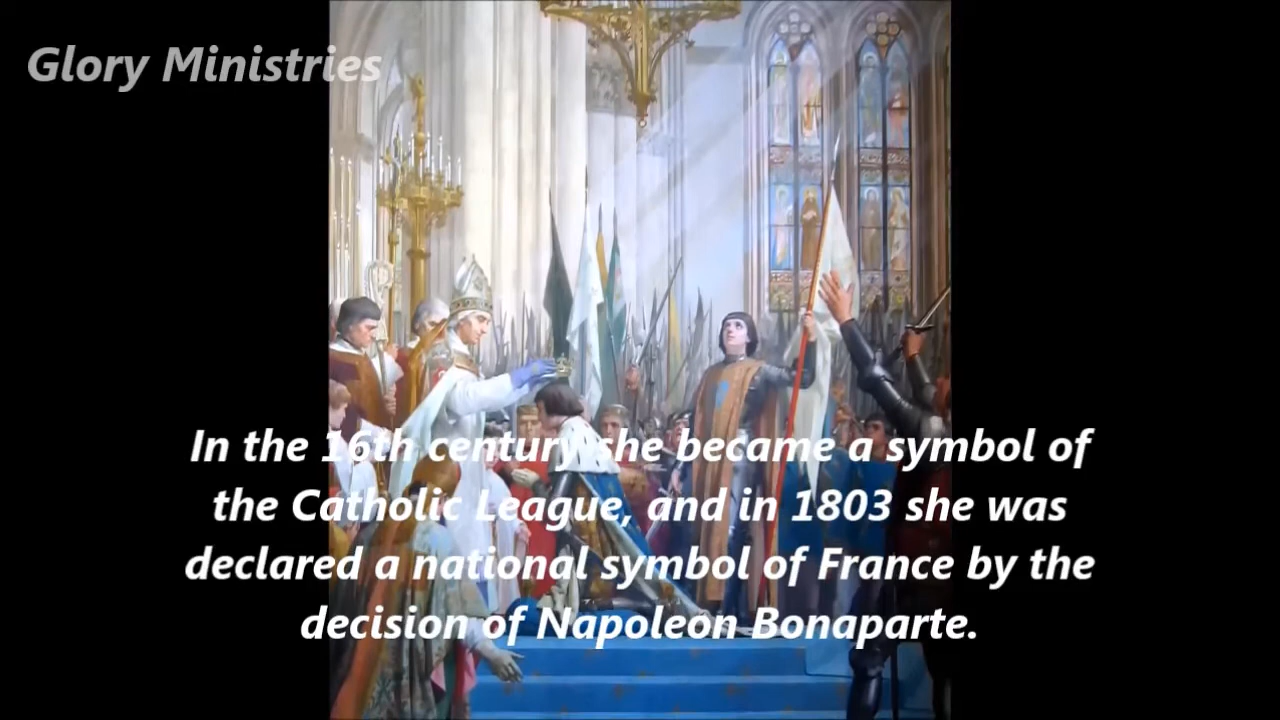 Glory Ministries
In the 16th century she became a symbol of
the Catholic League, and in 1803 she was
declared a national symbol of France by the
decision of Napoleon Bonaparte.